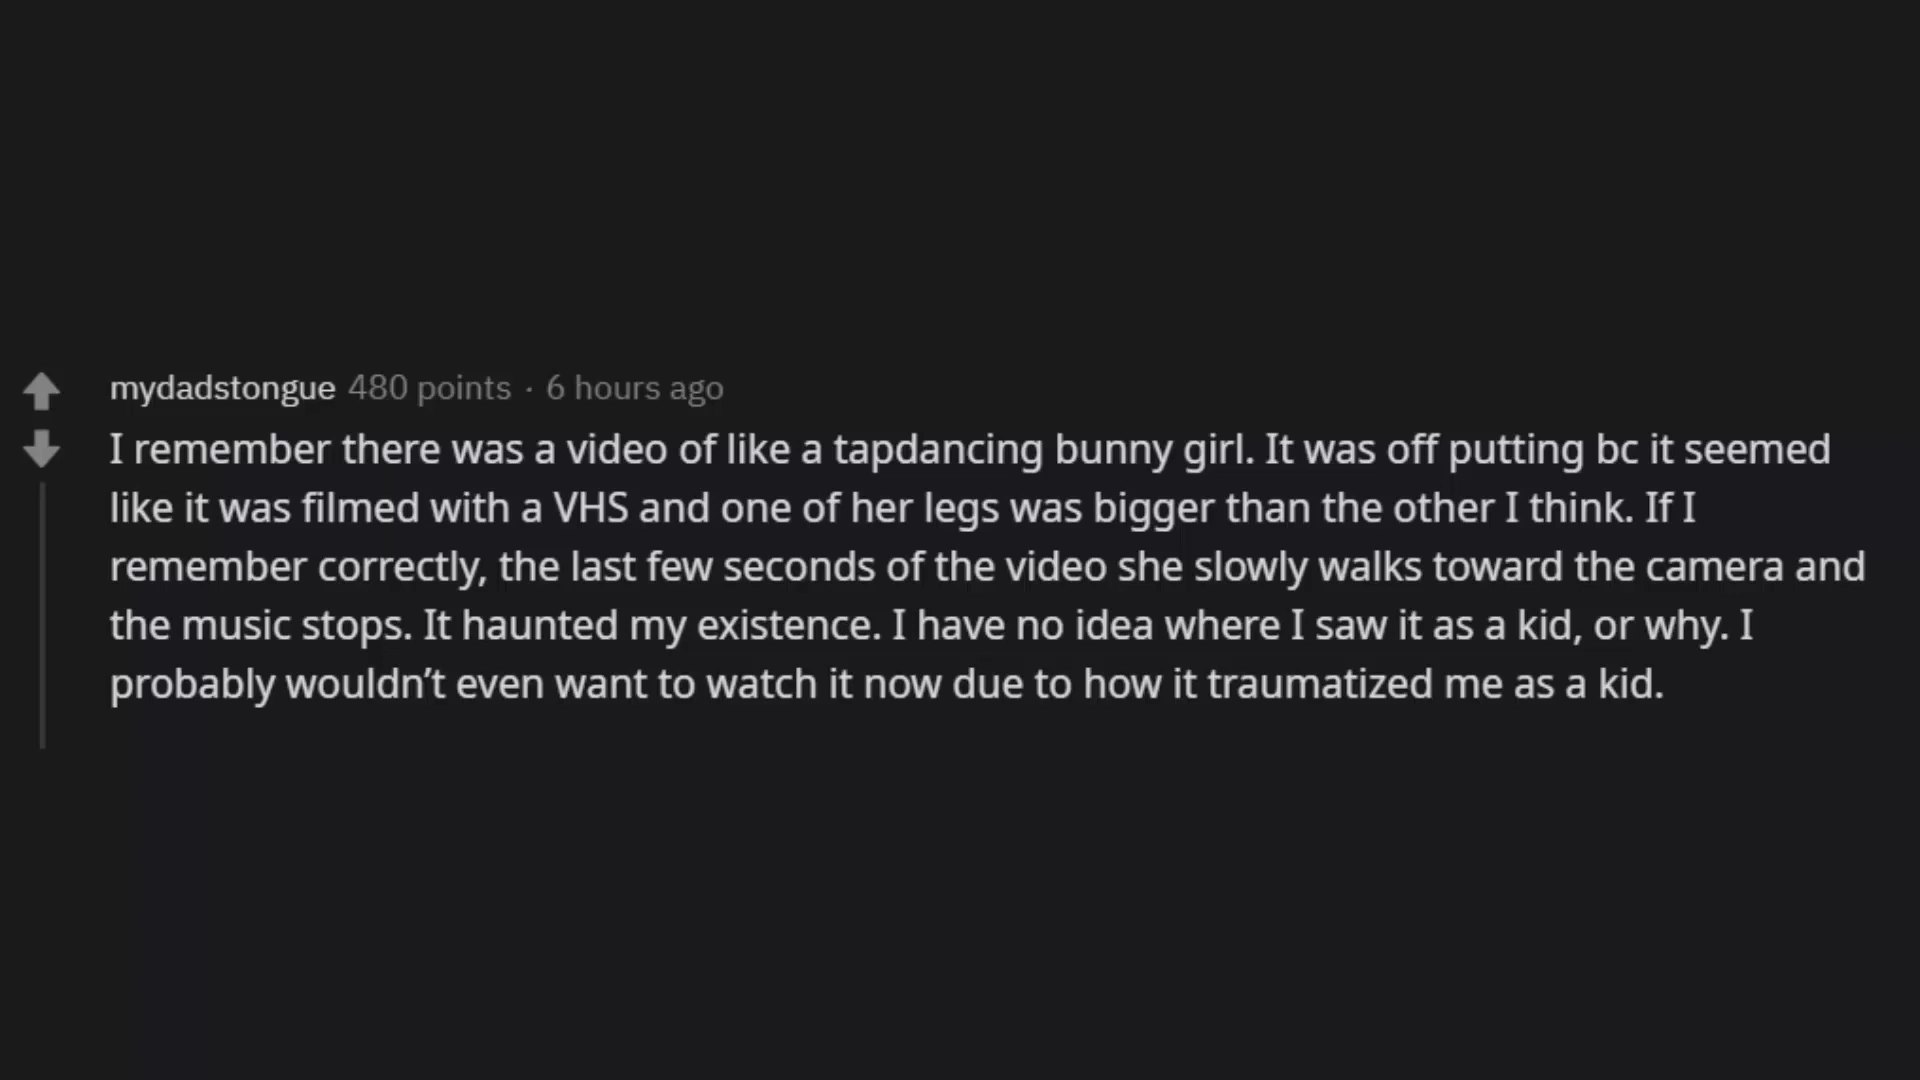 mydadstongue 480 points · 6 hours ago
I remember there was a video of like a tapdancing bunny girl. It was off putting bc it seemed
like it was filmed with a VHS and one of her legs was bigger than the other I think. If I
remember correctly, the last few seconds of the video she slowly walks toward the camera and
the music stops. It haunted my existence. I have no idea where I saw it as a kid, or why. I
probably wouldn’t even want to watch it now due to how it traumatized me as a kid.